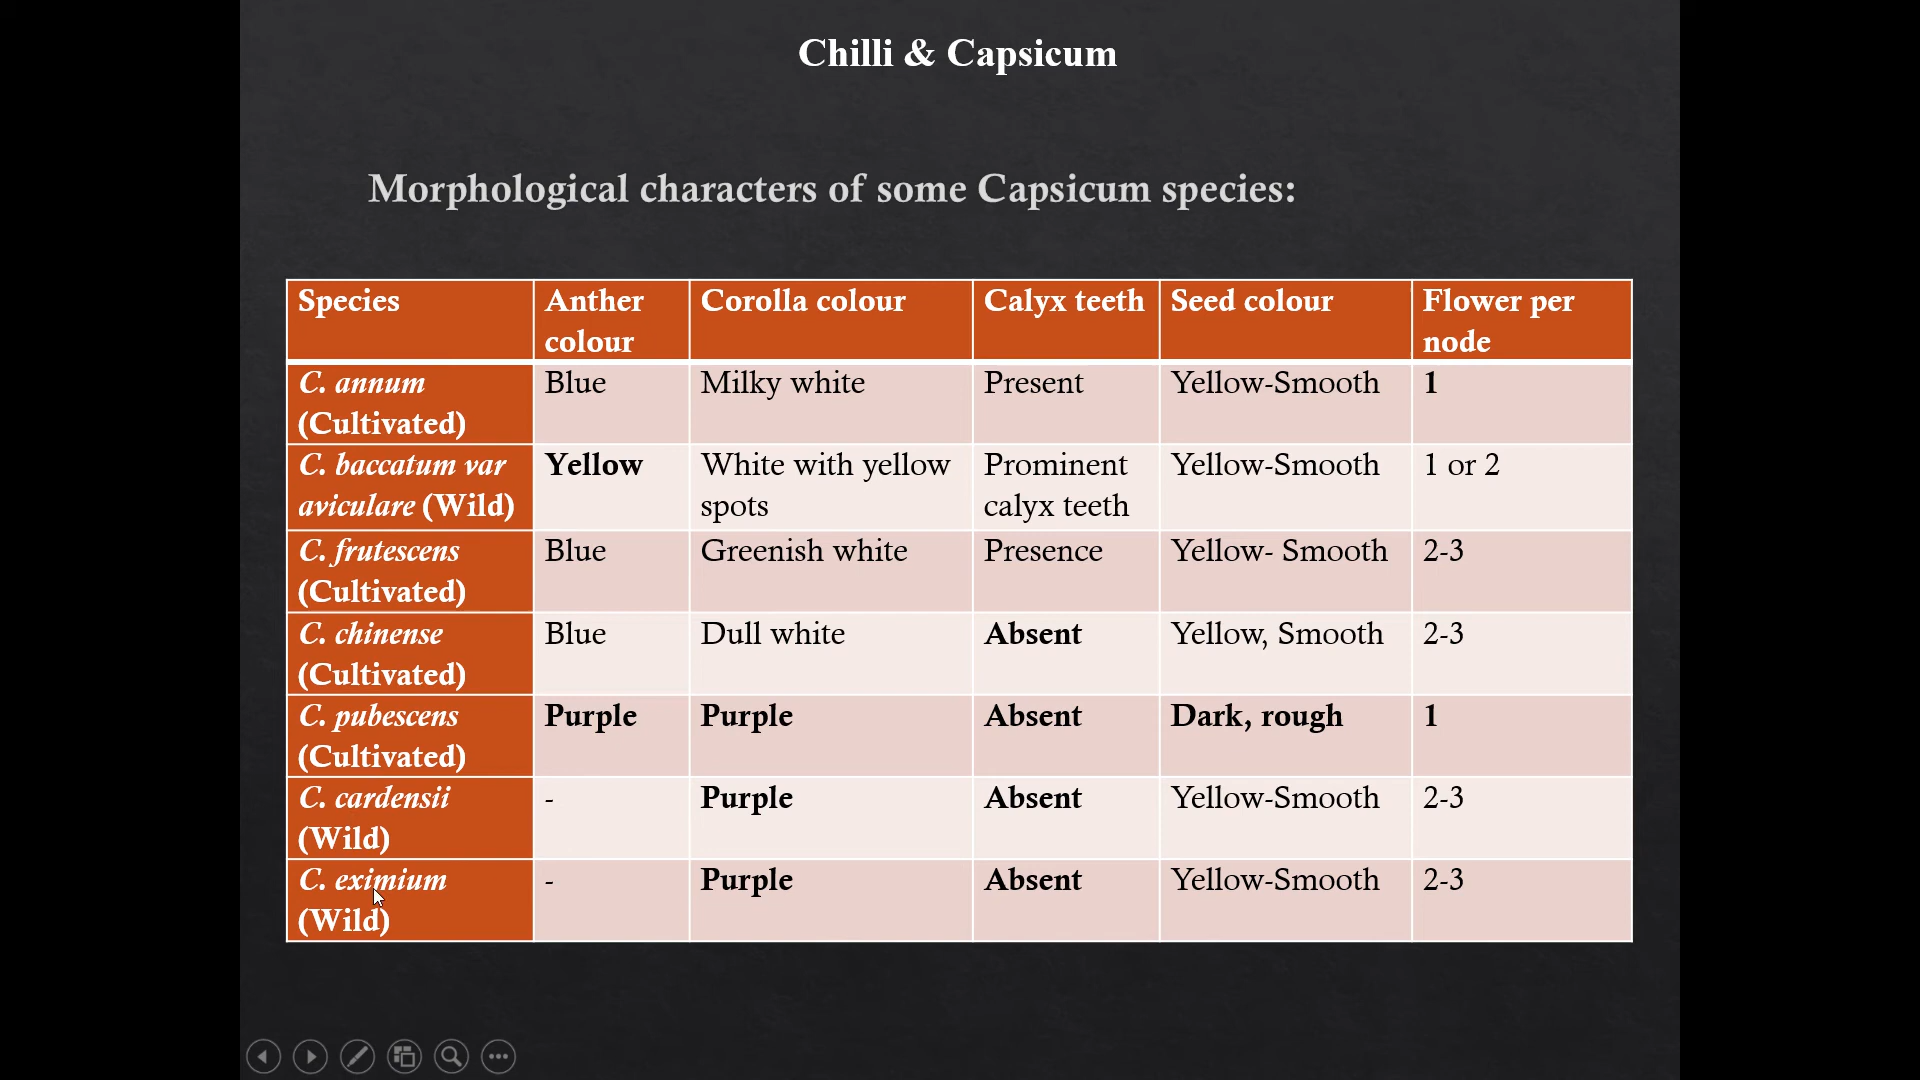 Chilli & Capsicum
Morphological characters of some Capsicum species:
Species Anther colour Corolla colour Calyx teeth Seed colour Flower per node
C. annum (Cultivated) Blue Milky white Present Yellow-Smooth 1
C. baccatum var aviculare (Wild) Yellow White with yellow spots Prominent calyx teeth Yellow-Smooth 1 or 2
C. frutescens (Cultivated) Blue Greenish white Presence Yellow- Smooth 2-3
C. chinense (Cultivated) Blue Dull white Absent Yellow, Smooth 2-3
C. pubescens (Cultivated) Purple Purple Absent Dark, rough 1
C. cardensii (Wild) - Purple Absent Yellow-Smooth 2-3
C. eximium (Wild) - Purple Absent Yellow-Smooth 2-3